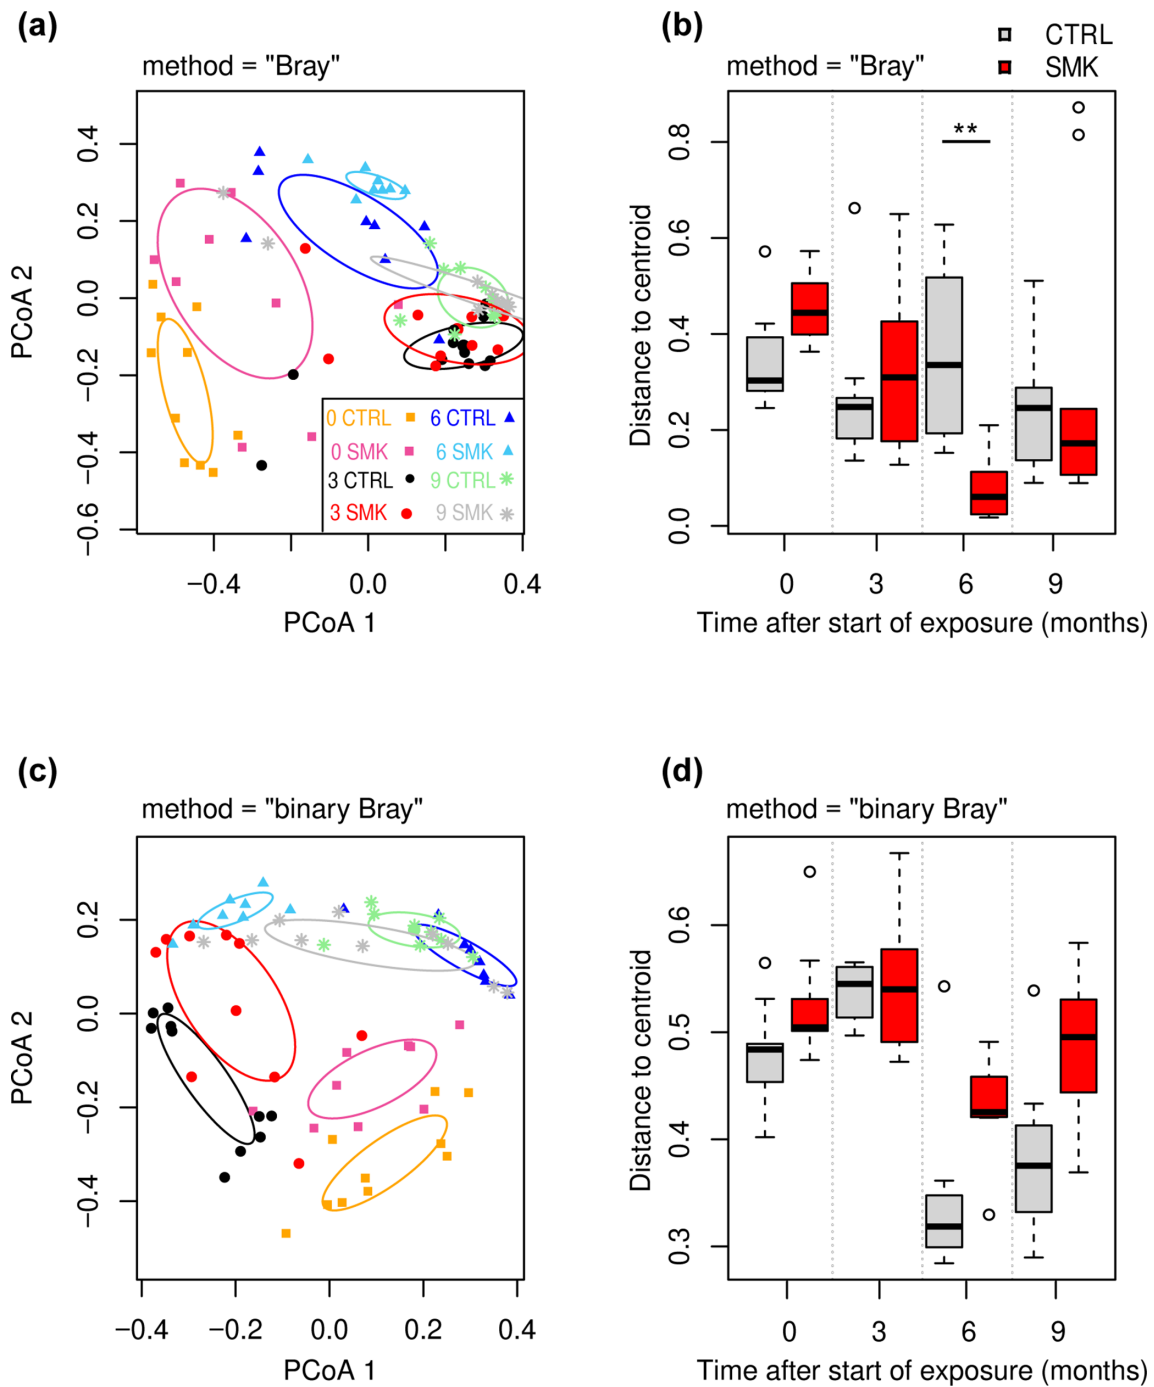 (a)
method = "Bray"
0.4
0.2
0.0
−0.2
−0.4
−0.6
PCoA 2
0 CTRL
6 CTRL
0 SMK
6 SMK
3 CTRL
9 CTRL
3 SMK
9 SMK
−0.4
0.0
0.4
PCoA 1
(b)
CTRL
SMK
method = "Bray"
**
0.8
0.6
0.4
0.2
0.0
Distance to centroid
0
3
6
9
Time after start of exposure (months)
(c)
method = "binary Bray"
0.2
0.0
−0.2
−0.4
PCoA 2
−0.4
−0.2
0.0
0.2
0.4
PCoA 1
(d)
method = "binary Bray"
0.6
0.5
0.4
0.3
Distance to centroid
0
3
6
9
Time after start of exposure (months)